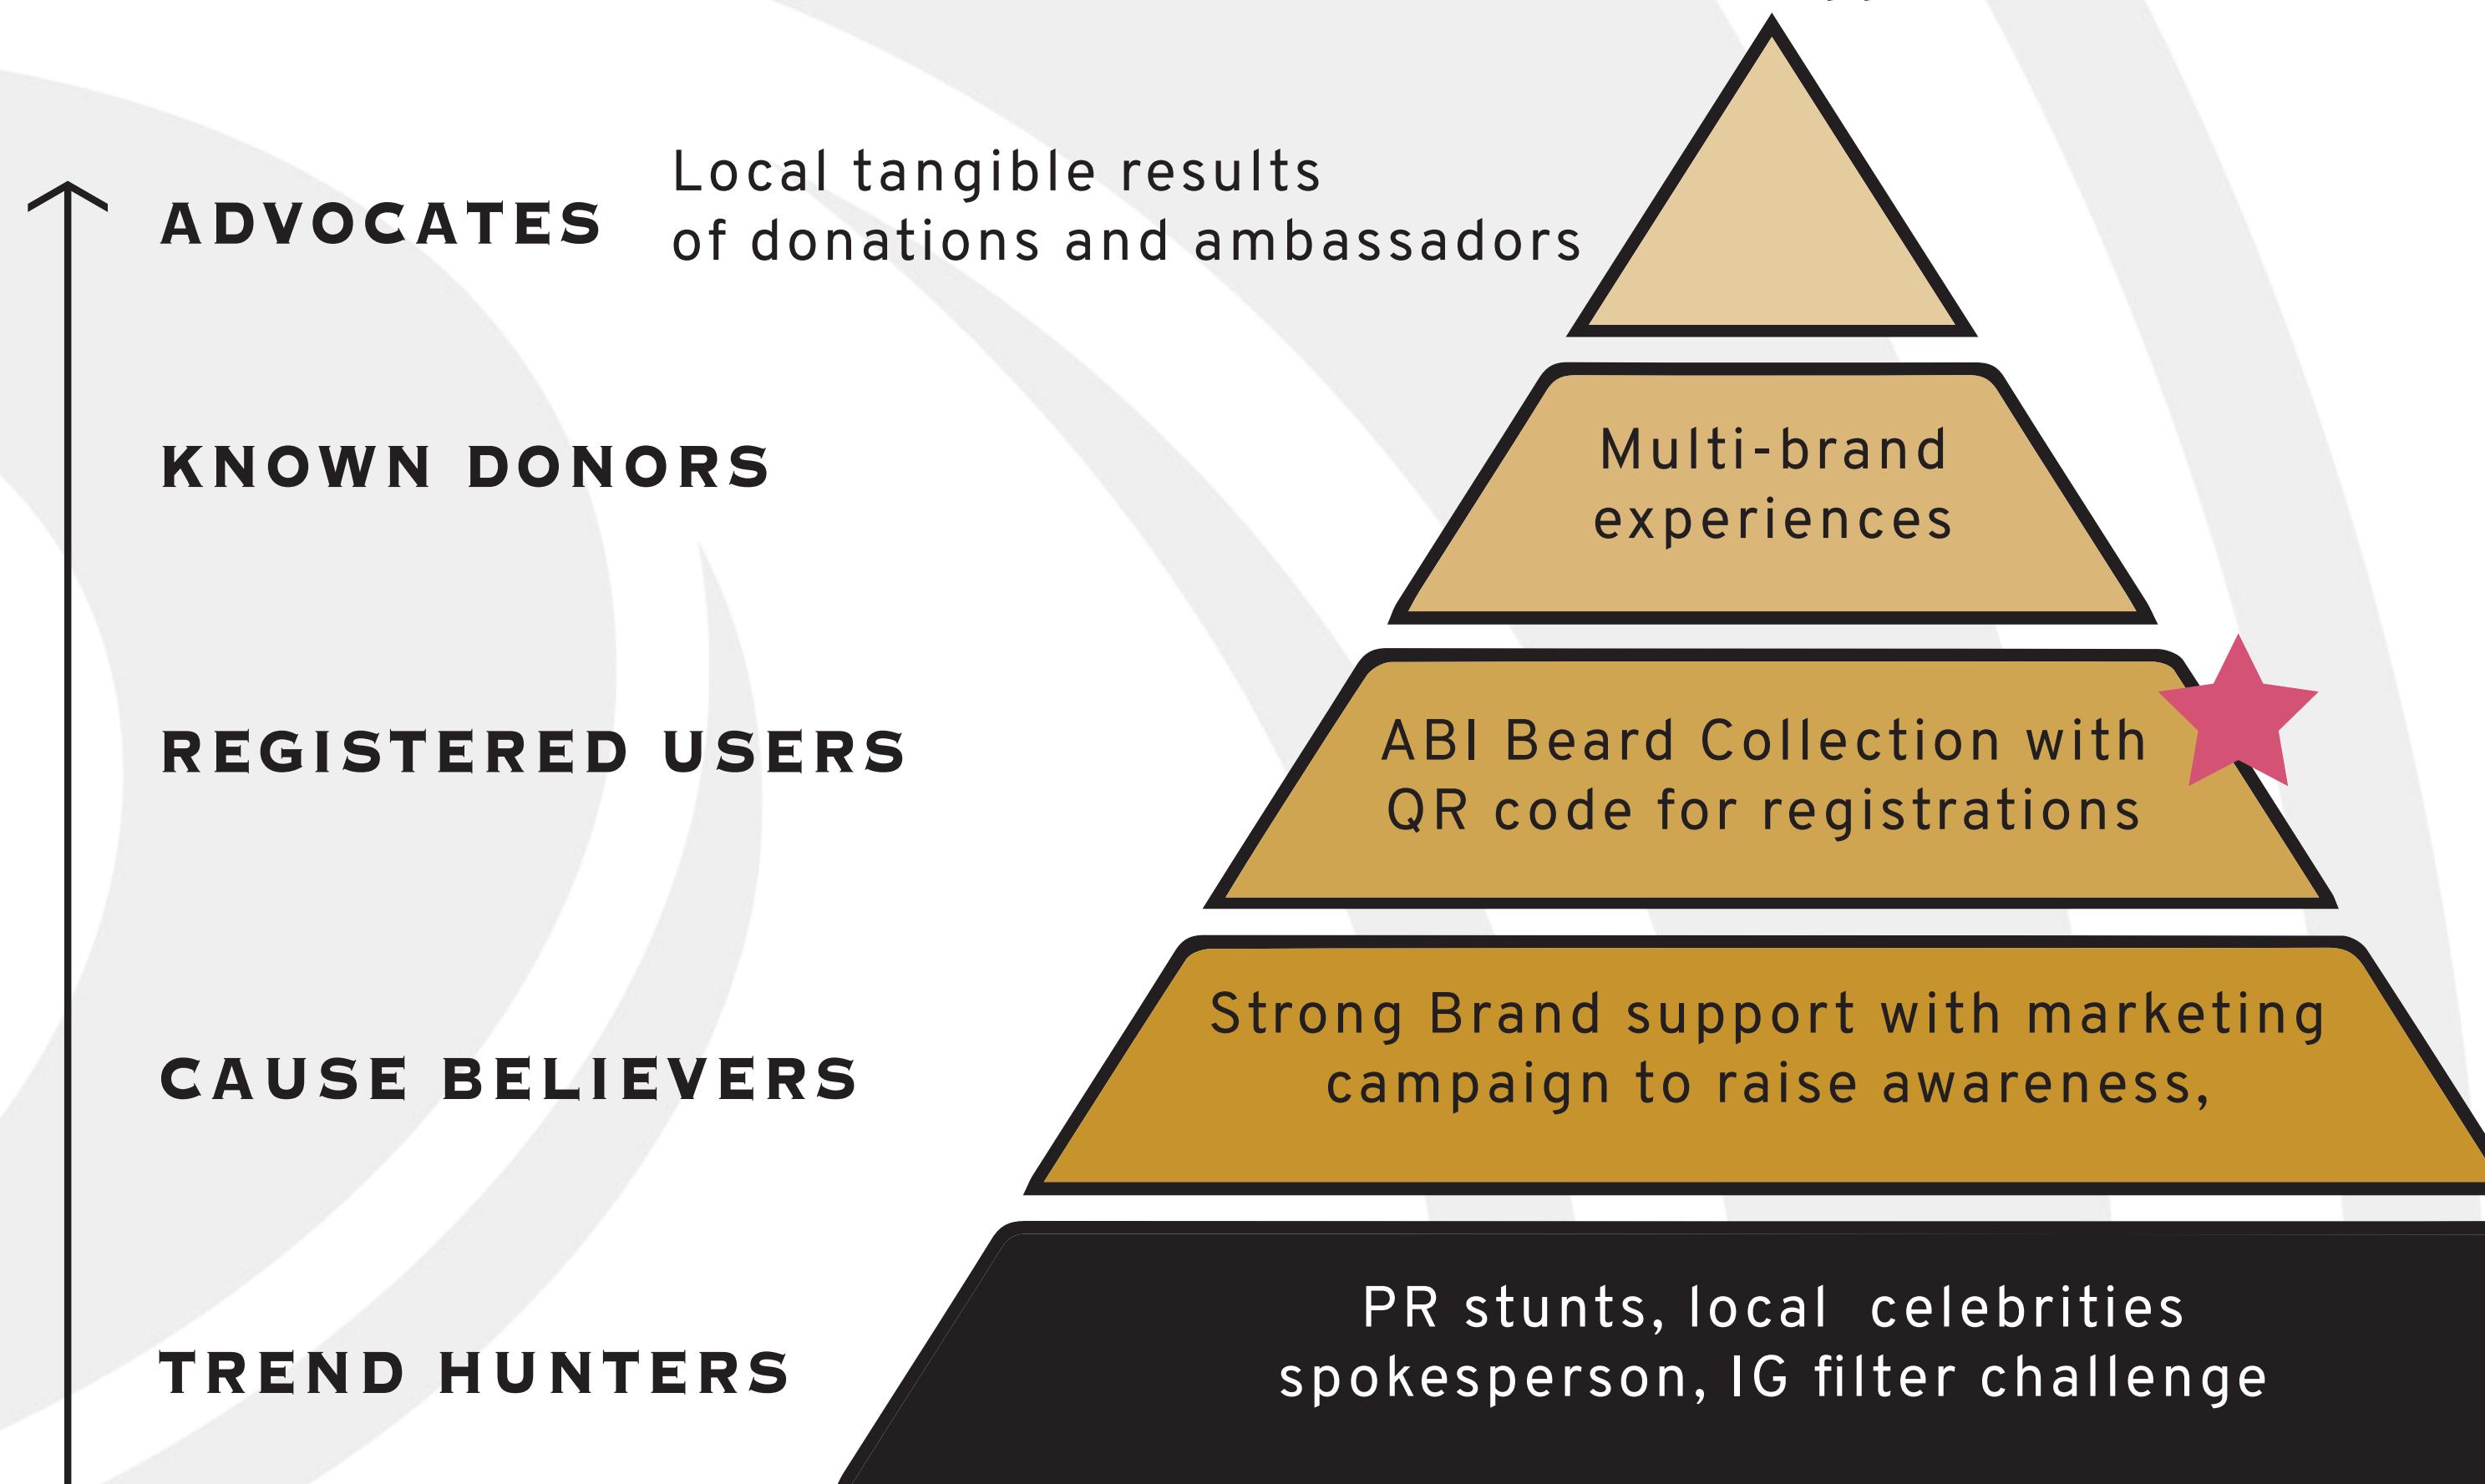 ADVOCATES
Local tangible results
of donations and ambassadors
KNOWN DONORS
Multi-brand
experiences
REGISTERED USERS
ABI Beard Collection with
QR code for registrations
CAUSE BELIEVERS
Strong Brand support with marketing
campaign to raise awareness,
TREND HUNTERS
PR stunts, local celebrities
spokesperson, IG filter challenge